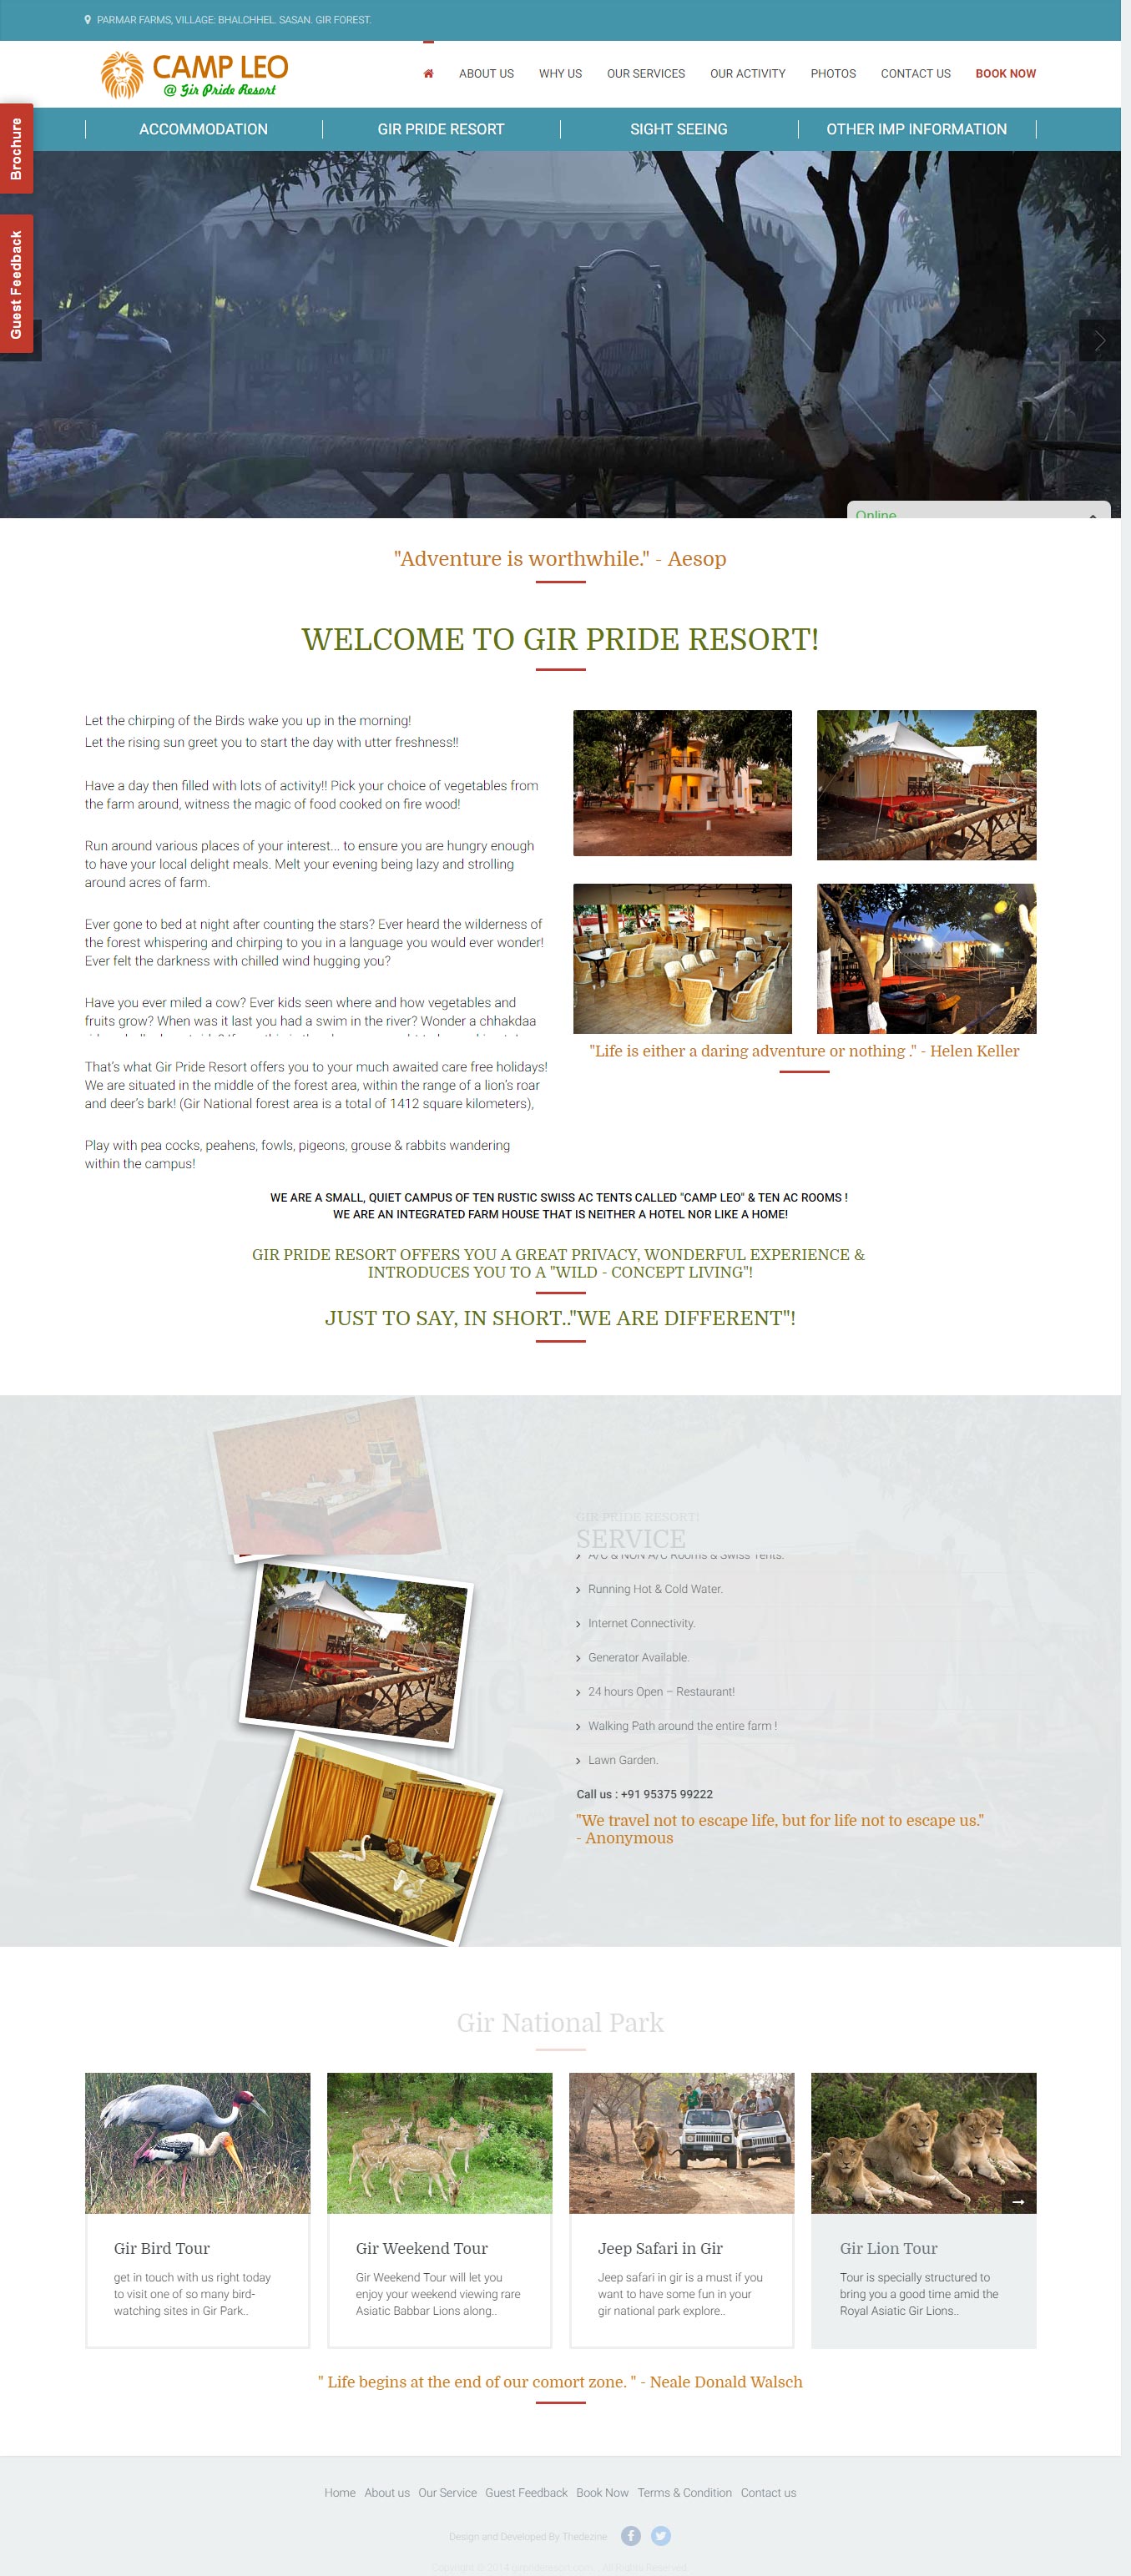 PARMAR FARMS, VILLAGE: BHALCHHEL. SASAN. GIR FOREST.
CAMP LEO
@ Gir Pride Resort
ABOUT US
WHY US
OUR SERVICES
OUR ACTIVITY
PHOTOS
CONTACT US
BOOK NOW
ACCOMMODATION
GIR PRIDE RESORT
SIGHT SEEING
OTHER IMP INFORMATION
Brochure
Guest Feedback
Online
"Adventure is worthwhile." - Aesop
WELCOME TO GIR PRIDE RESORT!
Let the chirping of the Birds wake you up in the morning!
Let the rising sun greet you to start the day with utter freshness!!
Have a day then filled with lots of activity!! Pick your choice of vegetables from
the farm around, witness the magic of food cooked on fire wood!
Run around various places of your interest... to ensure you are hungry enough
to have your local delight meals. Melt your evening being lazy and strolling
around acres of farm.
Ever gone to bed at night after counting the stars? Ever heard the wilderness of
the forest whispering and chirping to you in a language you would ever wonder!
Ever felt the darkness with chilled wind hugging you?
Have you ever miled a cow? Ever kids seen where and how vegetables and
fruits grow? When was it last you had a swim in the river? Wonder a chhakdaa
That's what Gir Pride Resort offers you to your much awaited care free holidays!
We are situated in the middle of the forest area, within the range of a lion's roar
and deer's bark! (Gir National forest area is a total of 1412 square kilometers),
Play with pea cocks, peahens, fowls, pigeons, grouse & rabbits wandering
within the campus!
"Life is either a daring adventure or nothing ." - Helen Keller
WE ARE A SMALL, QUIET CAMPUS OF TEN RUSTIC SWISS AC TENTS CALLED "CAMP LEO" & TEN AC ROOMS !
WE ARE AN INTEGRATED FARM HOUSE THAT IS NEITHER A HOTEL NOR LIKE A HOME!
GIR PRIDE RESORT OFFERS YOU A GREAT PRIVACY, WONDERFUL EXPERIENCE &
INTRODUCES YOU TO A "WILD - CONCEPT LIVING"!
JUST TO SAY, IN SHORT.."WE ARE DIFFERENT"!
GIR PRIDE RESORT!
SERVICE
A/C & NON A/C Rooms & Swiss Tents.
Running Hot & Cold Water.
Internet Connectivity.
Generator Available.
24 hours Open – Restaurant!
Walking Path around the entire farm !
Lawn Garden.
Call us : +91 95375 99222
"We travel not to escape life, but for life not to escape us."
- Anonymous
Gir National Park
Gir Bird Tour
get in touch with us right today
to visit one of so many bird-
watching sites in Gir Park..
Gir Weekend Tour
Gir Weekend Tour will let you
enjoy your weekend viewing rare
Asiatic Babbar Lions along..
Jeep Safari in Gir
Jeep safari in gir is a must if you
want to have some fun in your
gir national park explore..
Gir Lion Tour
Tour is specially structured to
bring you a good time amid the
Royal Asiatic Gir Lions..
" Life begins at the end of our comort zone. " - Neale Donald Walsch
Home About us Our Service Guest Feedback Book Now Terms & Condition Contact us
Design and Developed By Thedezine